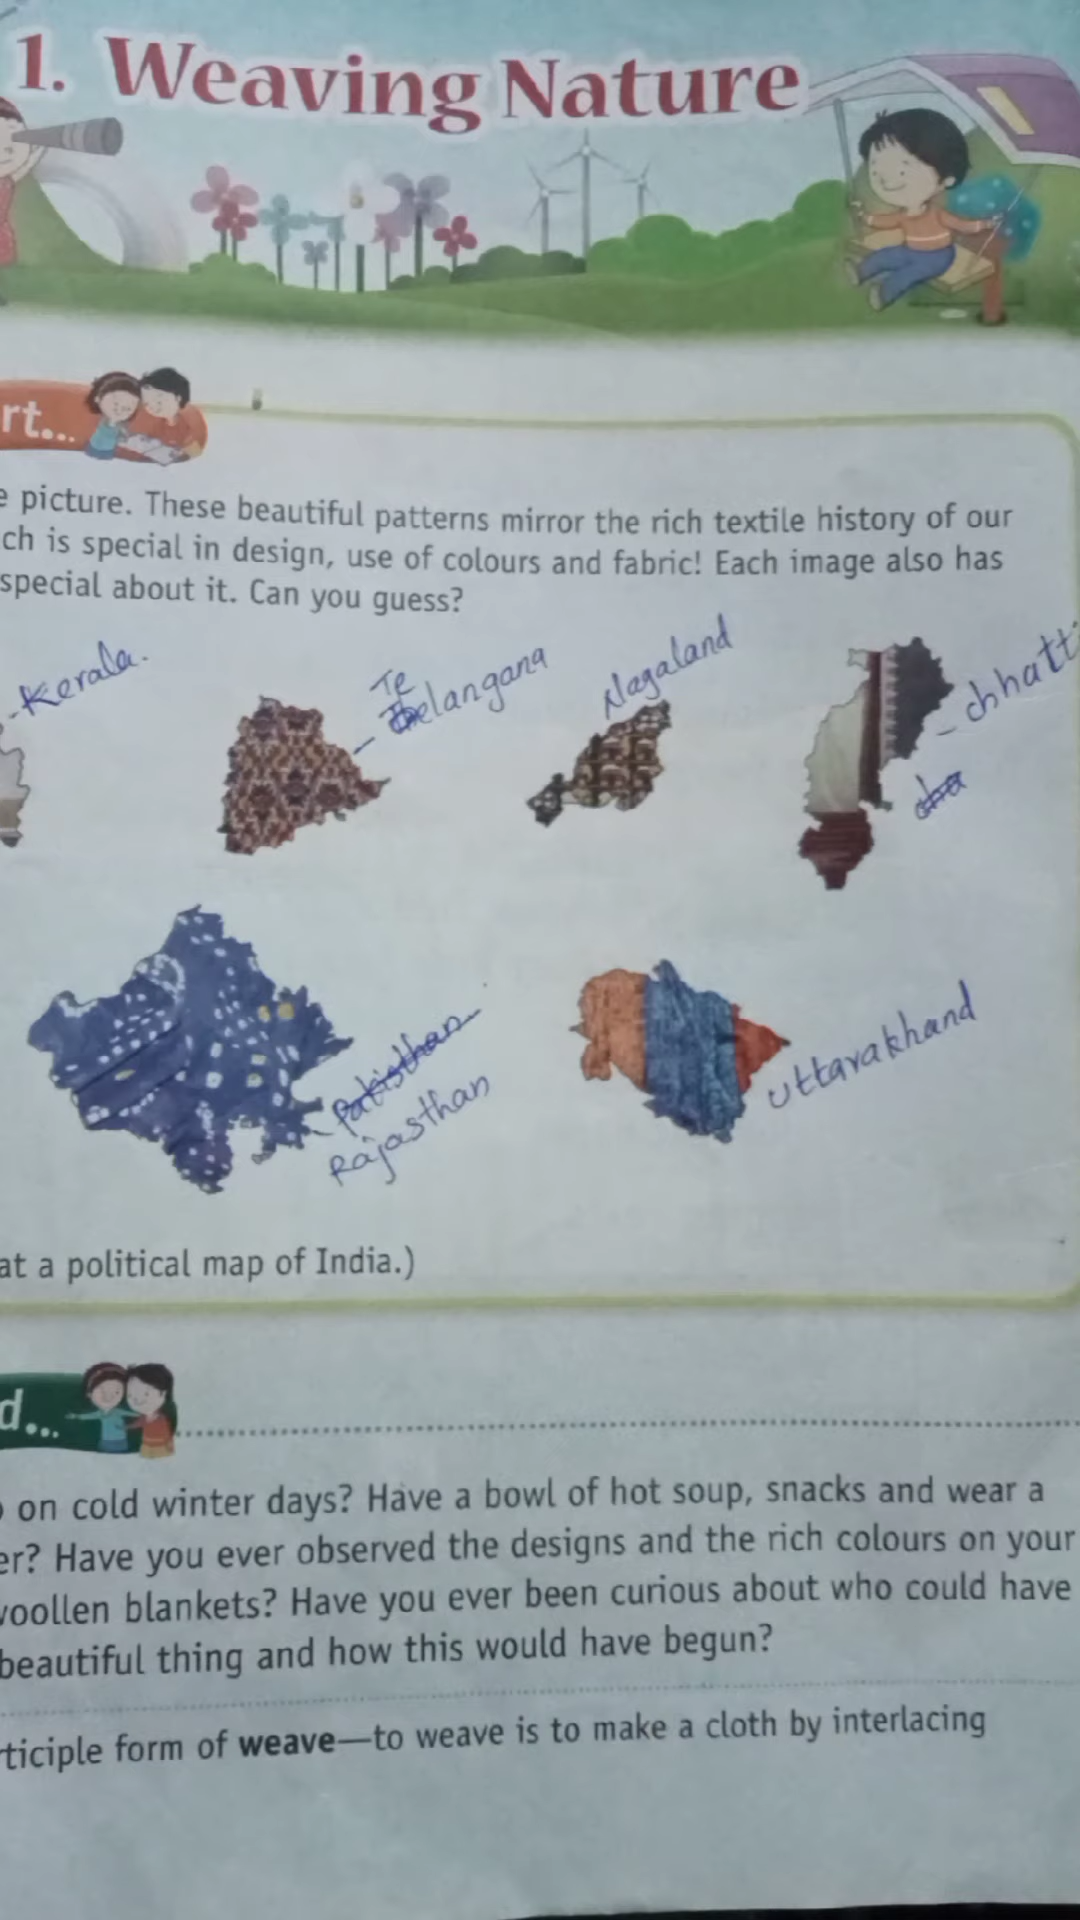 1. Weaving Nature
rt...
e picture. These beautiful patterns mirror the rich textile history of our
ch is special in design, use of colours and fabric! Each image also has
special about it. Can you guess?
-Kerala.
Te
- elangana
Nagaland
- chhatt
- Pakisthan
Rajasthan
uttarakhand
at a political map of India.)
d...
on cold winter days? Have a bowl of hot soup, snacks and wear a
er? Have you ever observed the designs and the rich colours on your
woollen blankets? Have you ever been curious about who could have
beautiful thing and how this would have begun?
rticiple form of weave—to weave is to make a cloth by interlacing